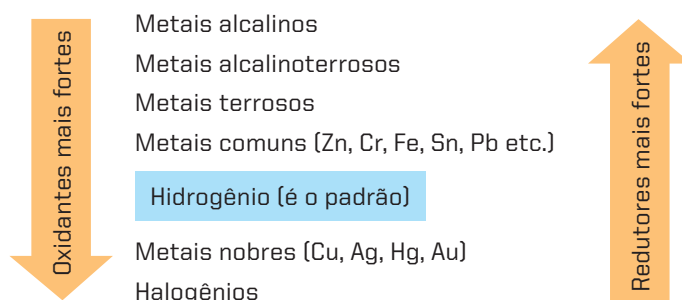 Oxidantes mais fortes
Metais alcalinos
Metais alcalinoterrosos
Metais terrosos
Metais comuns (Zn, Cr, Fe, Sn, Pb etc.)
Hidrogênio (é o padrão)
Metais nobres (Cu, Ag, Hg, Au)
Halogênios
Redutores mais fortes